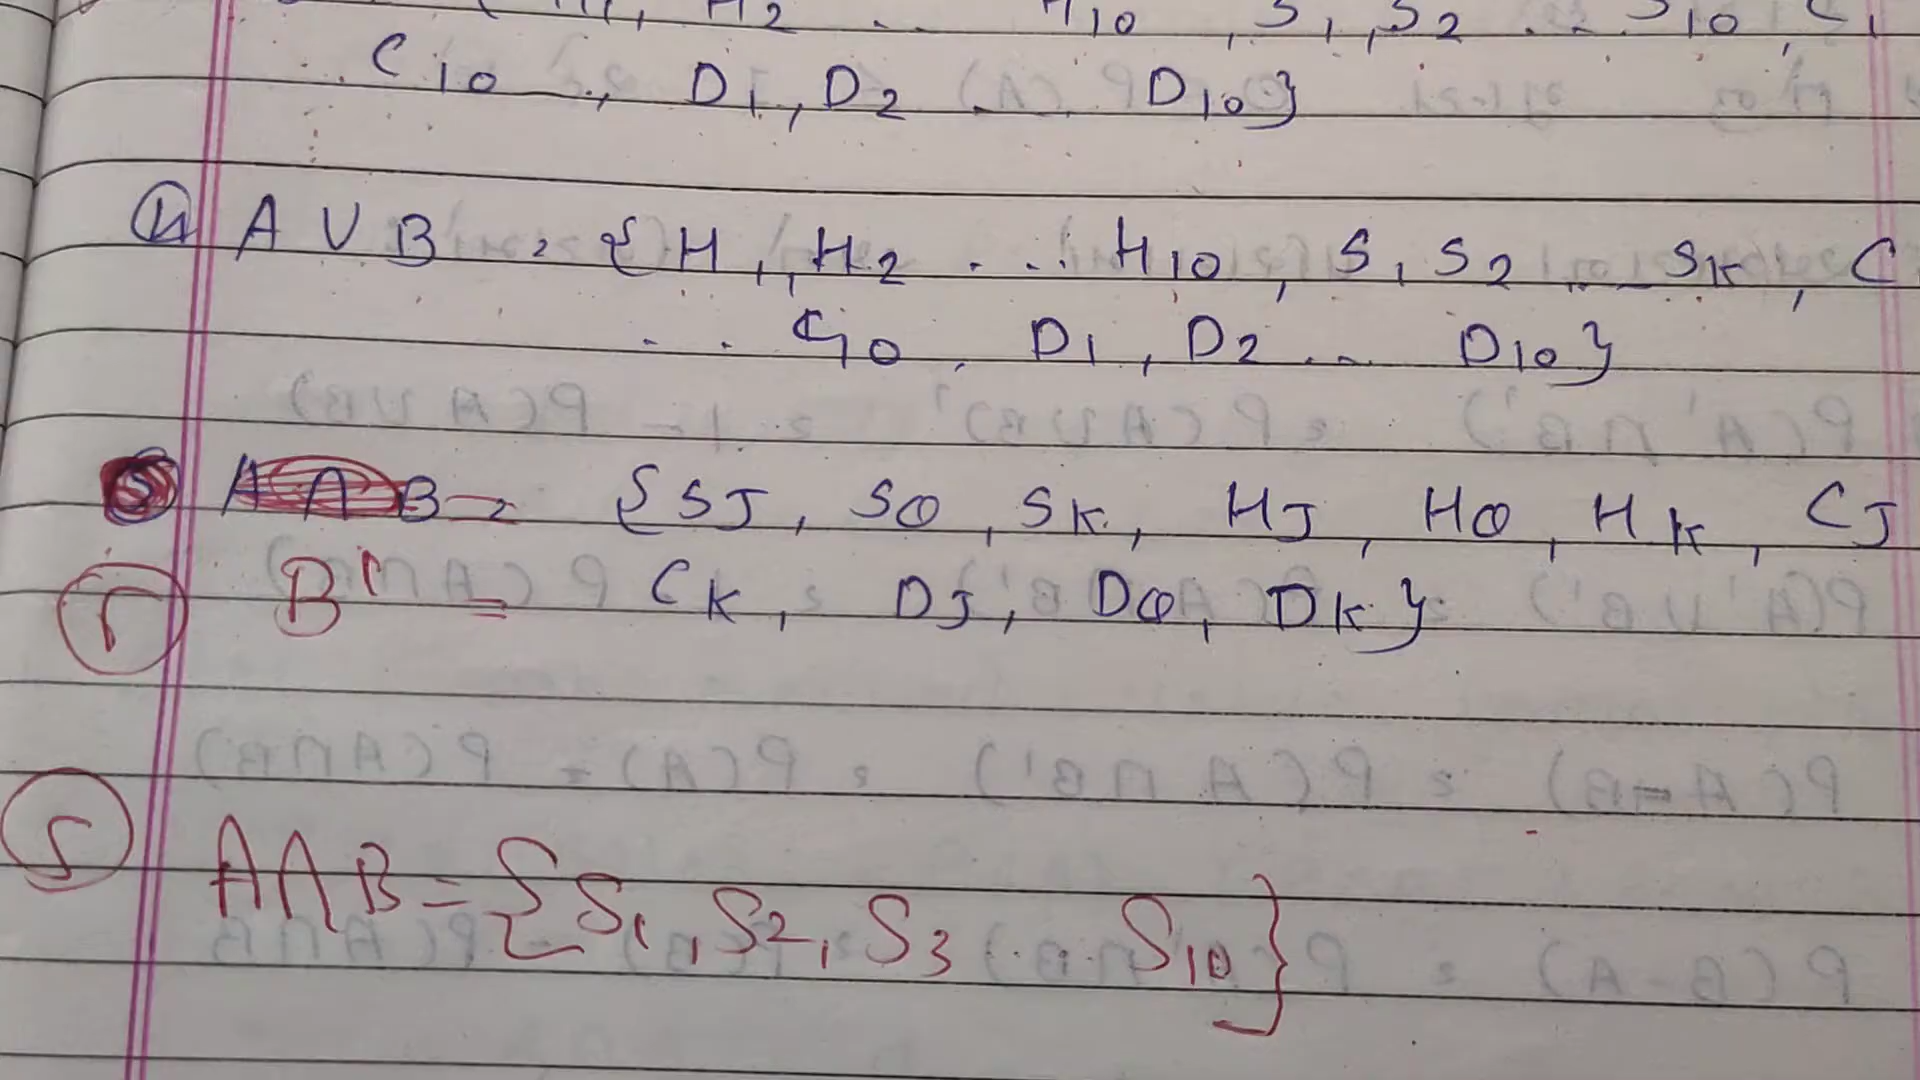 H2 .. H10, S1, S2 ... S10, C1
.. C10 .., D1, D2 . D10}
4 A ∪ B = {H1, H2 ... H10, S1, S2 ... SK, C
.. C10, D1, D2 ... D10}
5 A ∩ B = {SJ, SQ, SK, HJ, HQ, HK, CJ
B' = CK, DJ, DQ, DK}
5 A∩B = {S1, S2, S3 ... S10}